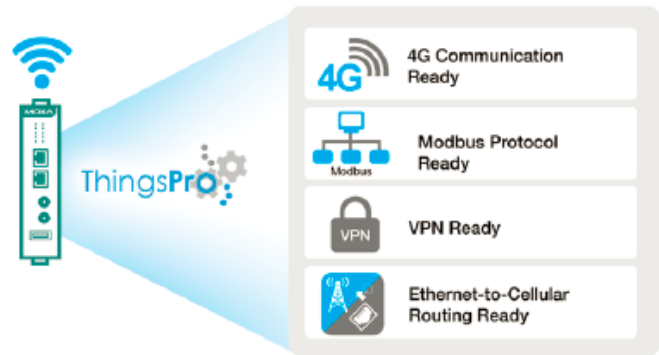 MOXA
ThingsPro
4G
4G Communication
Ready
Modbus
Modbus Protocol
Ready
VPN
VPN Ready
Ethernet-to-Cellular
Routing Ready